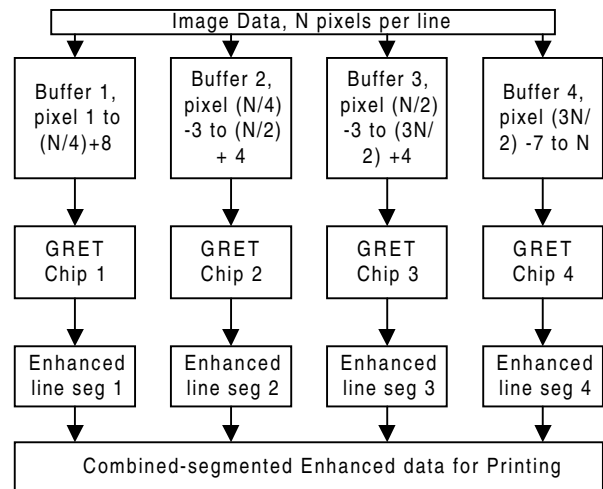 Image Data, N pixels per line
Buffer 1,
pixel 1 to
(N/4)+8
Buffer 2,
pixel (N/4)
-3 to (N/2)
+ 4
Buffer 3,
pixel (N/2)
-3 to (3N/
2) +4
Buffer 4,
pixel (3N/
2) -7 to N
GRET
Chip 1
GRET
Chip 2
GRET
Chip 3
GRET
Chip 4
Enhanced
line seg 1
Enhanced
line seg 2
Enhanced
line seg 3
Enhanced
line seg 4
Combined-segmented Enhanced data for Printing